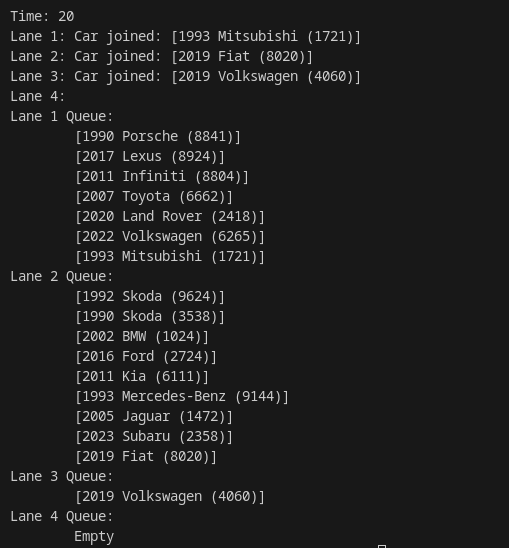 Time: 20
Lane 1: Car joined: [1993 Mitsubishi (1721)]
Lane 2: Car joined: [2019 Fiat (8020)]
Lane 3: Car joined: [2019 Volkswagen (4060)]
Lane 4:
Lane 1 Queue:
[1990 Porsche (8841)]
[2017 Lexus (8924)]
[2011 Infiniti (8804)]
[2007 Toyota (6662)]
[2020 Land Rover (2418)]
[2022 Volkswagen (6265)]
[1993 Mitsubishi (1721)]
Lane 2 Queue:
[1992 Skoda (9624)]
[1990 Skoda (3538)]
[2002 BMW (1024)]
[2016 Ford (2724)]
[2011 Kia (6111)]
[1993 Mercedes-Benz (9144)]
[2005 Jaguar (1472)]
[2023 Subaru (2358)]
[2019 Fiat (8020)]
Lane 3 Queue:
[2019 Volkswagen (4060)]
Lane 4 Queue:
Empty